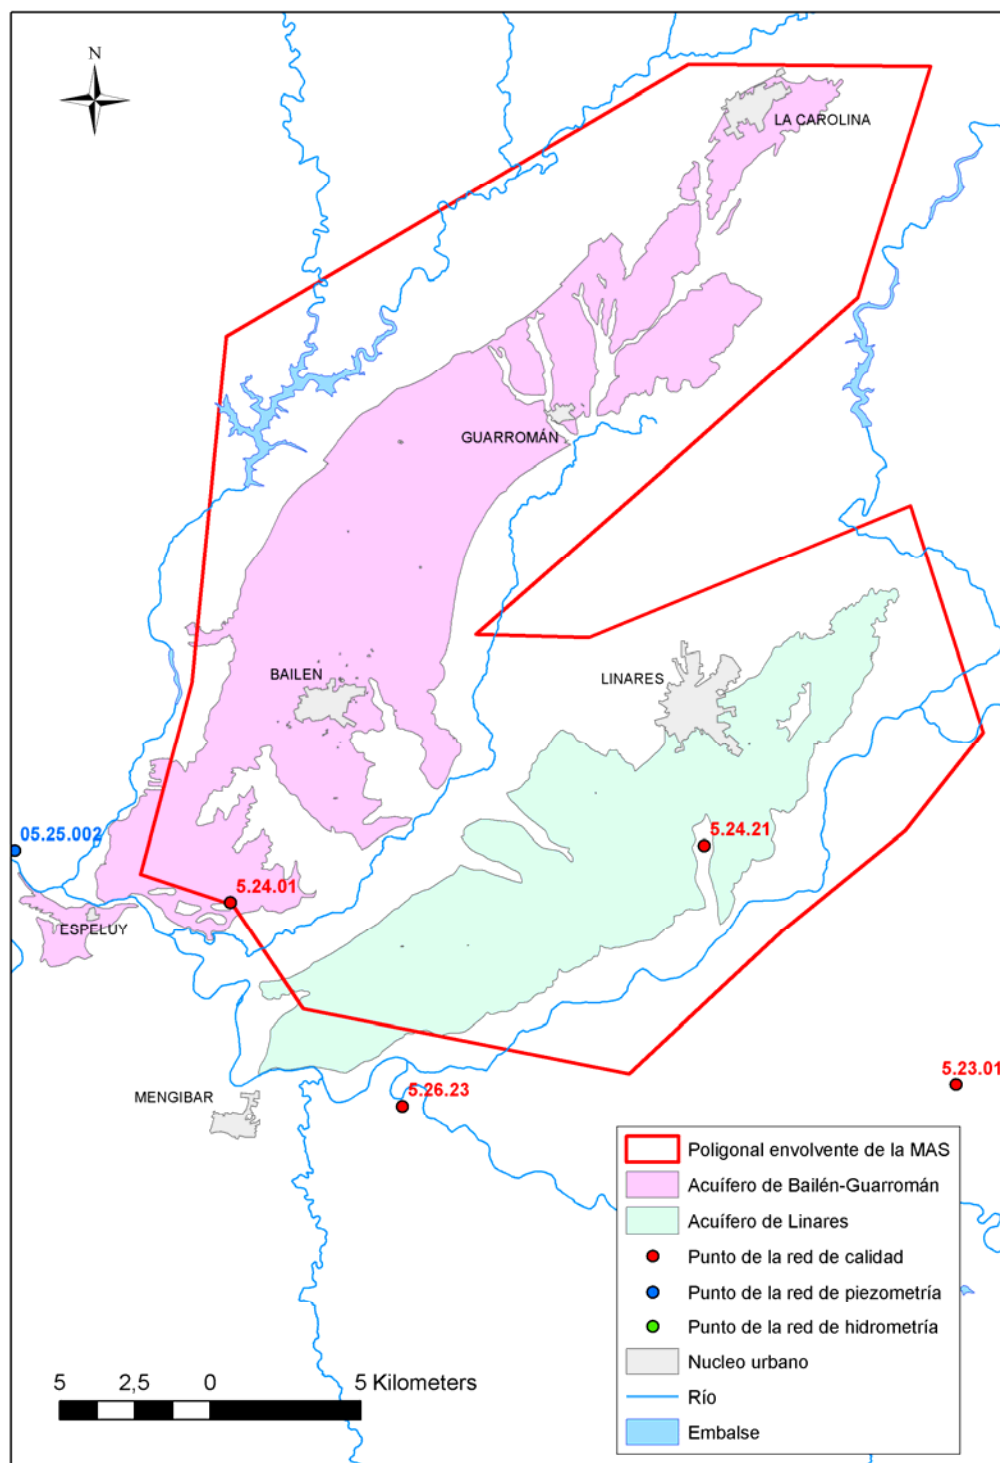 N
LA CAROLINA
GUARROMÁN
BAILEN
LINARES
05.25.002
5.24.21
5.24.01
ESPELUY
5.23.01
MENGIBAR
5.26.23
Poligonal envolvente de la MAS
Acuífero de Bailén-Guarromán
Acuífero de Linares
Punto de la red de calidad
Punto de la red de piezometría
Punto de la red de hidrometría
Nucleo urbano
Río
Embalse
5 2,5 0 5 Kilometers